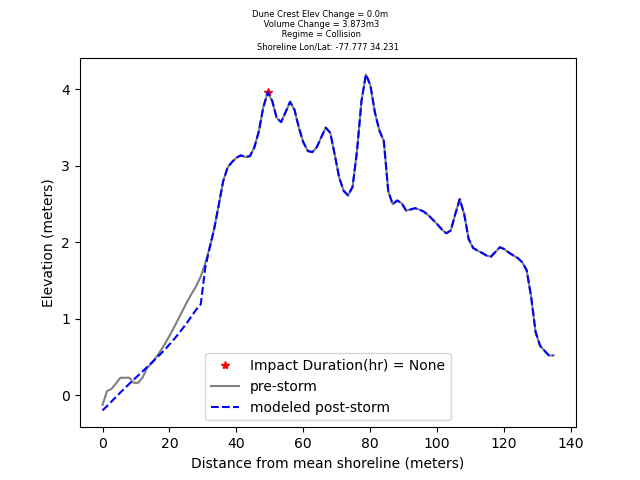 Dune Crest Elev Change = 0.0m
Volume Change = 3.873m3
Regime = Collision
Shoreline Lon/Lat: -77.777 34.231
4
3
2
1
0
Elevation (meters)
Impact Duration(hr) = None
pre-storm
modeled post-storm
0 20 40 60 80 100 120 140
Distance from mean shoreline (meters)